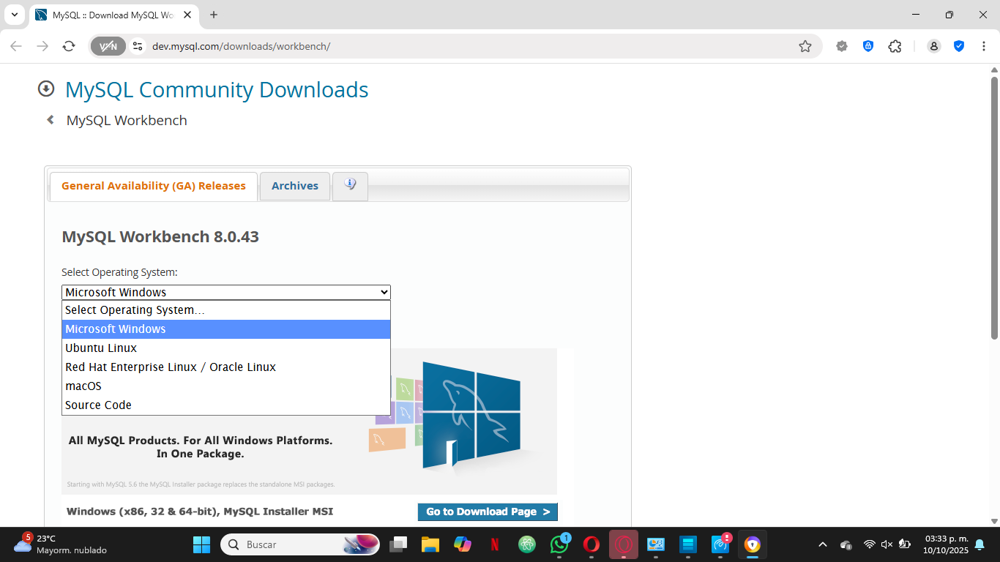 MySQL :: Download MySQL Wo
VPN
dev.mysql.com/downloads/workbench/
MySQL Community Downloads
MySQL Workbench
General Availability (GA) Releases
Archives
MySQL Workbench 8.0.43
Select Operating System:
Microsoft Windows
Select Operating System…
Microsoft Windows
Ubuntu Linux
Red Hat Enterprise Linux / Oracle Linux
macOS
Source Code
All MySQL Products. For All Windows Platforms.
In One Package.
Starting with MySQL 5.6 the MySQL Installer package replaces the standalone MSI packages.
Windows (x86, 32 & 64-bit), MySQL Installer MSI
Go to Download Page >
5
23°C
Mayorm. nublado
Buscar
1
03:33 p. m.
10/10/2025